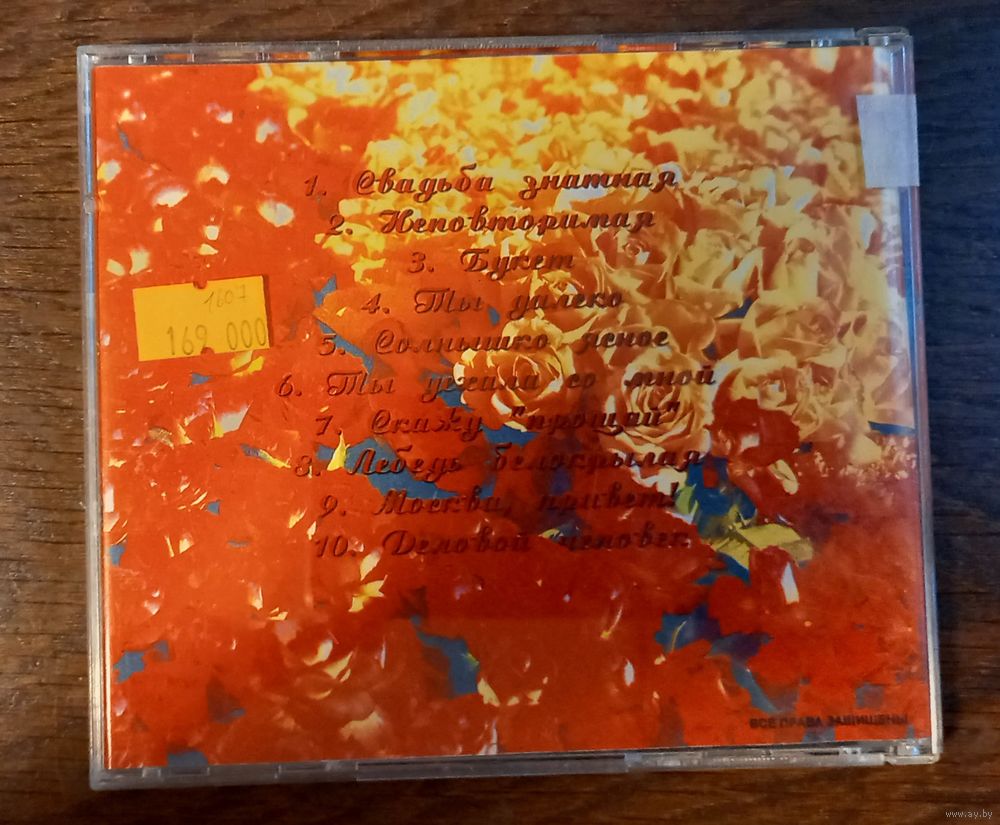 1. Свадьба знатная
2. Неповторимая
3. Букет
4. Ты далеко
5. Солнышко ясное
6. Ты уехала со мной
7. Скажу "прощай"
8. Лебедь белокрылая
9. Москва, привет!
10. Деловой человек
1607
169 000
ВСЕ ПРАВА ЗАЩИЩЕНЫ
www.ay.by